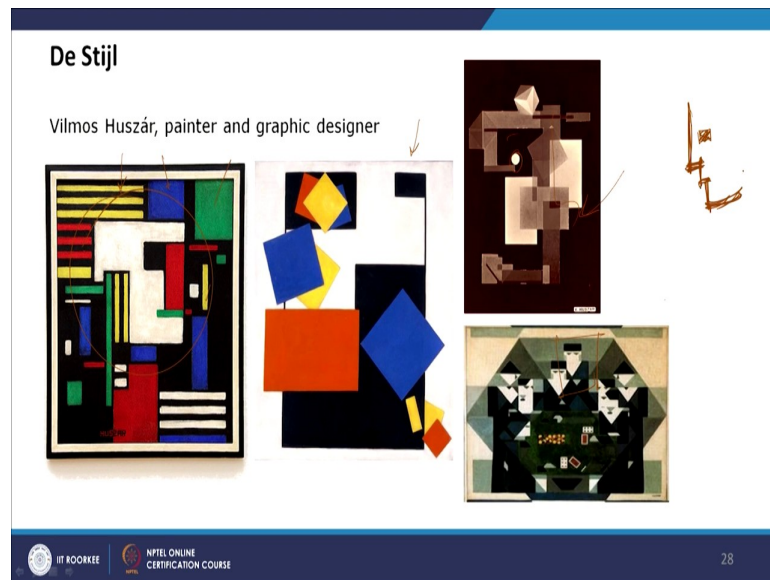 De Stijl
Vilmos Huszár, painter and graphic designer
IIT ROORKEE
NPTEL ONLINE
CERTIFICATION COURSE
28